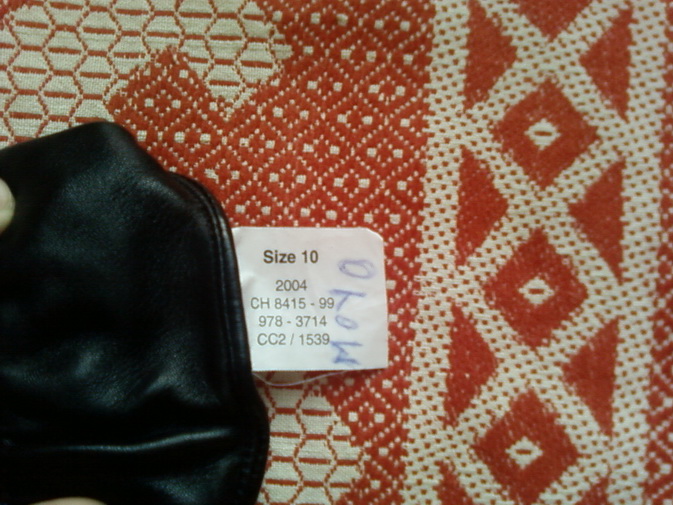 Size 10
2004
CH 8415 - 99
978 - 3714
CC2 / 1539